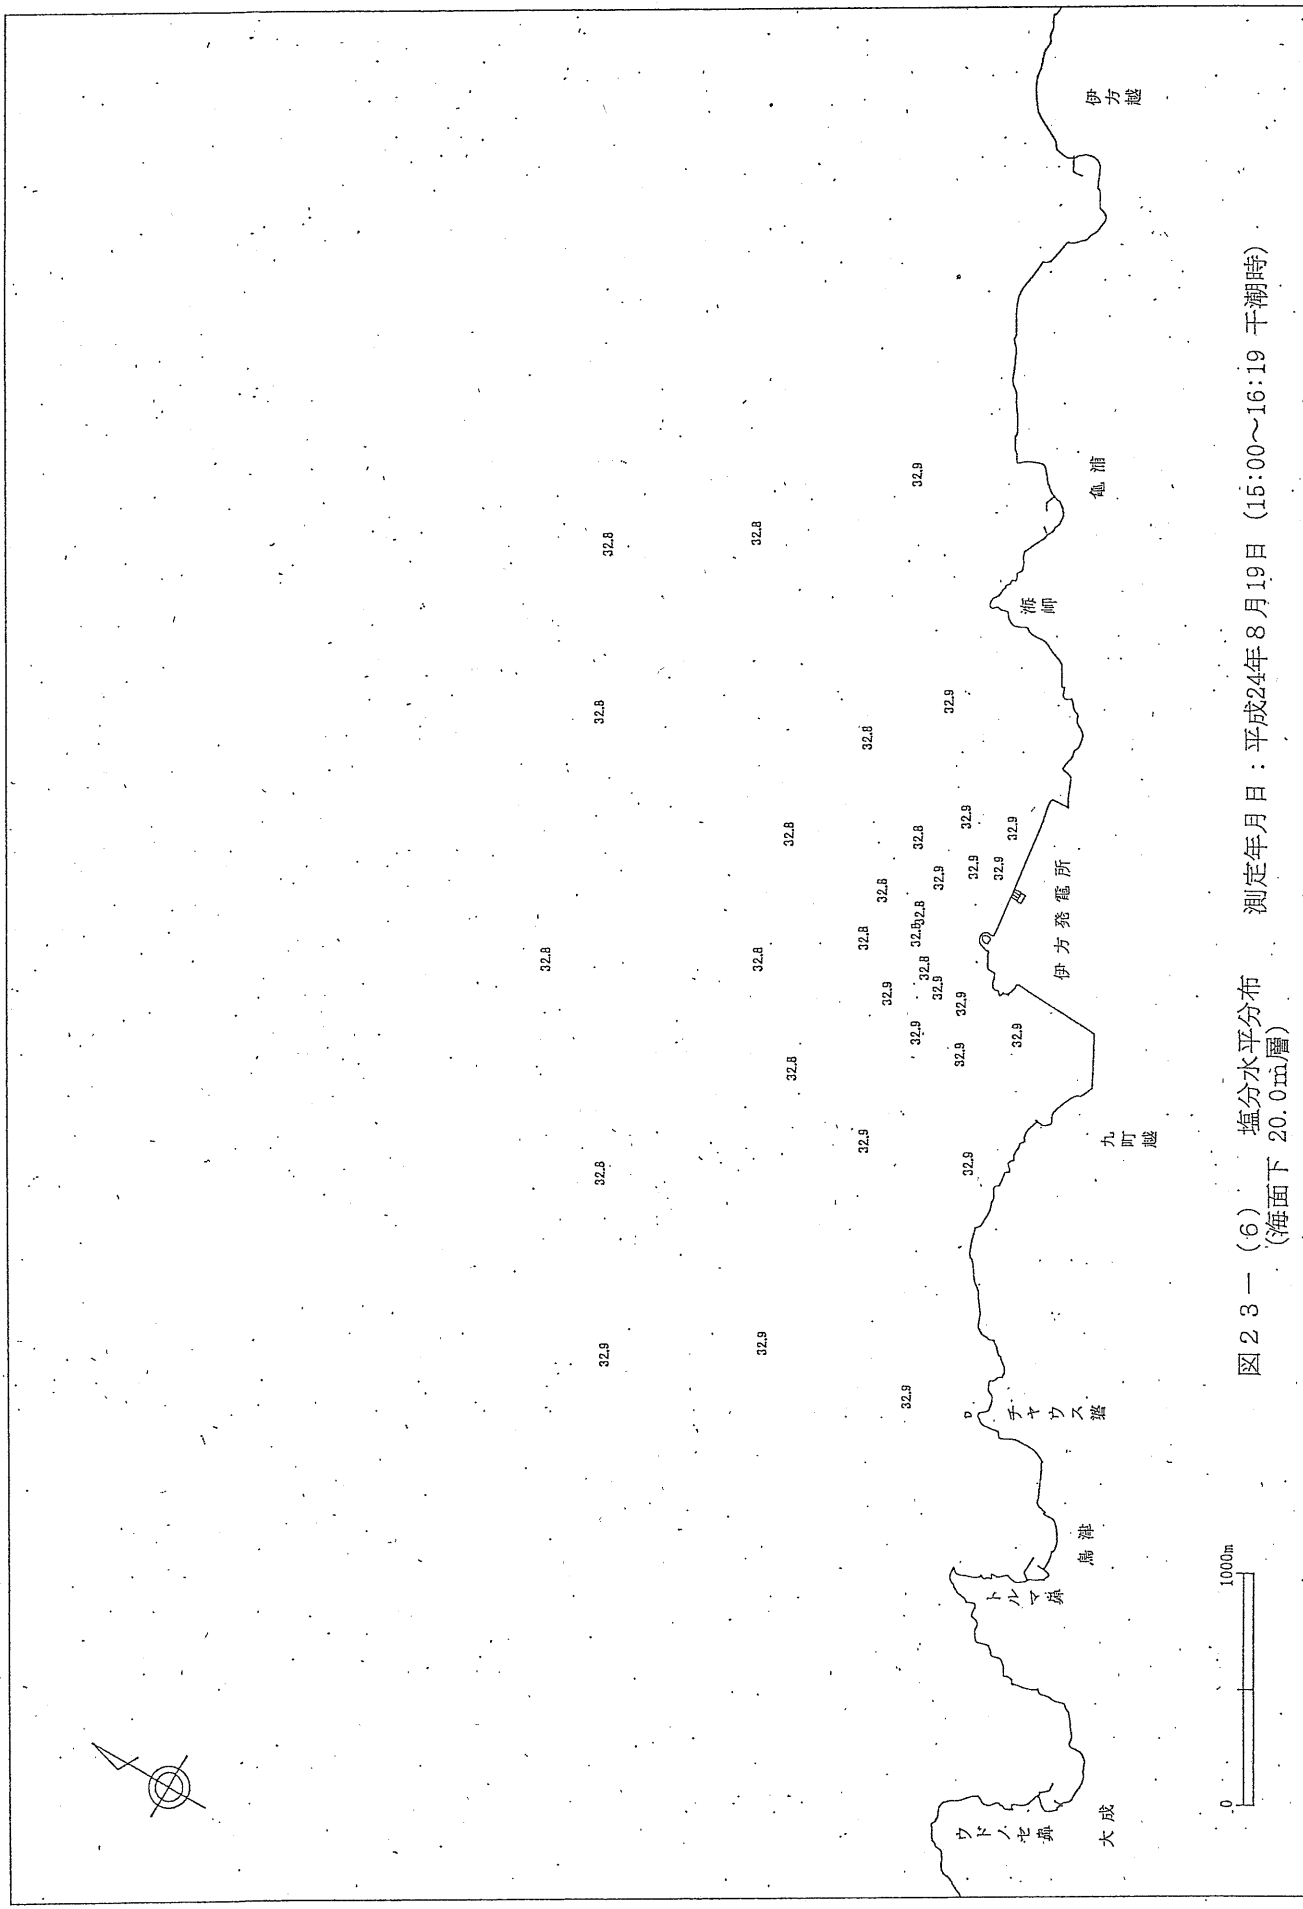 32.8
32.9 32.8 32.8 32.8
32.9 32.8 32.8
32.8 32.8
32.9 32.8 32.8
32.9 32.8
32.9 32.9 32.8 32.8 32.8 32.9
32.8
32.9 32.9
32.9
32.9 32.9 32.9 32.9
32.9
32.9
32.9 32.9
ウドノセ鼻
大成
トルマ鼻
鳥津
チヤウス碆
九町越
伊方発電所
海岬
亀浦
伊方越
0 1000m
図23－(6) 塩分水平分布 測定年月日：平成24年8月19日 (15:00～16:19 干潮時)
(海面下 20.0m層)